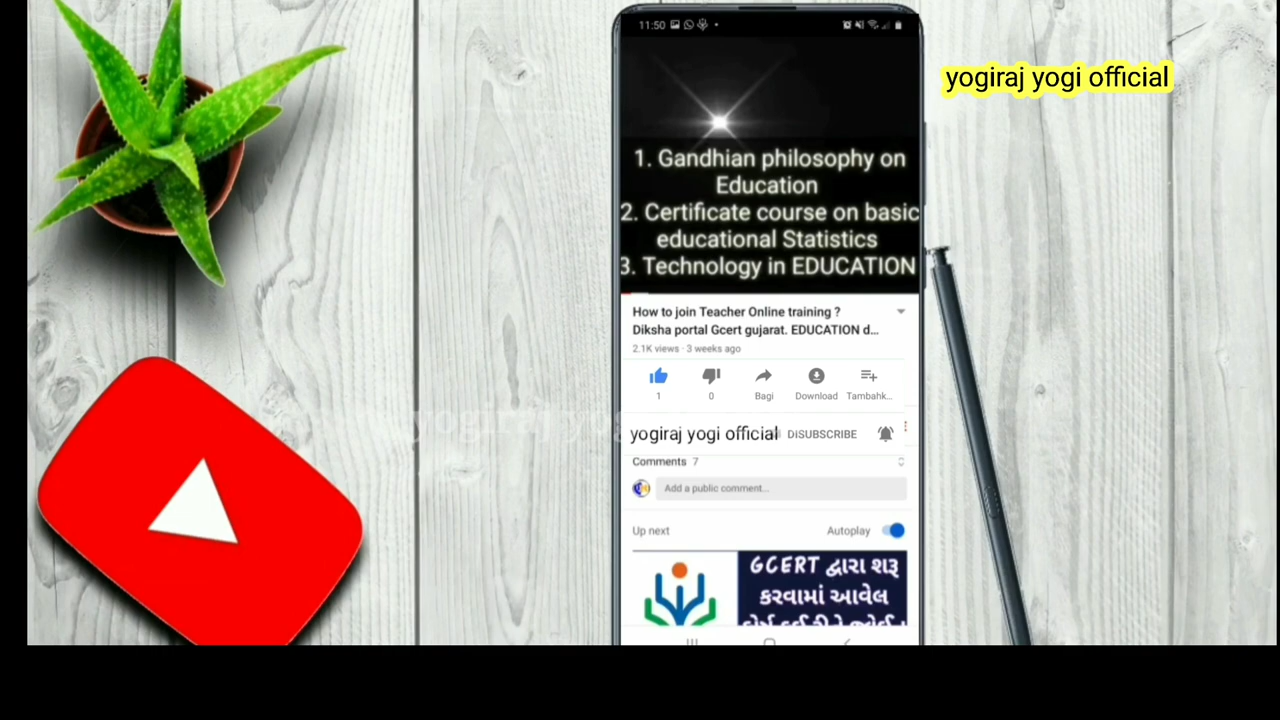 11:50
yogiraj yogi official
1. Gandhian philosophy on
Education
2. Certificate course on basic
educational Statistics
3. Technology in EDUCATION
How to join Teacher Online training ?
Diksha portal Gcert gujarat. EDUCATION d...
2.1K views · 3 weeks ago
1 0 Bagi Download Tambahk...
yogiraj yogi official DiSUBSCRIBE
Comments 7
Add a public comment...
Up next Autoplay
GCERT દ્વારા શરૂ
કરવામાં આવેલ